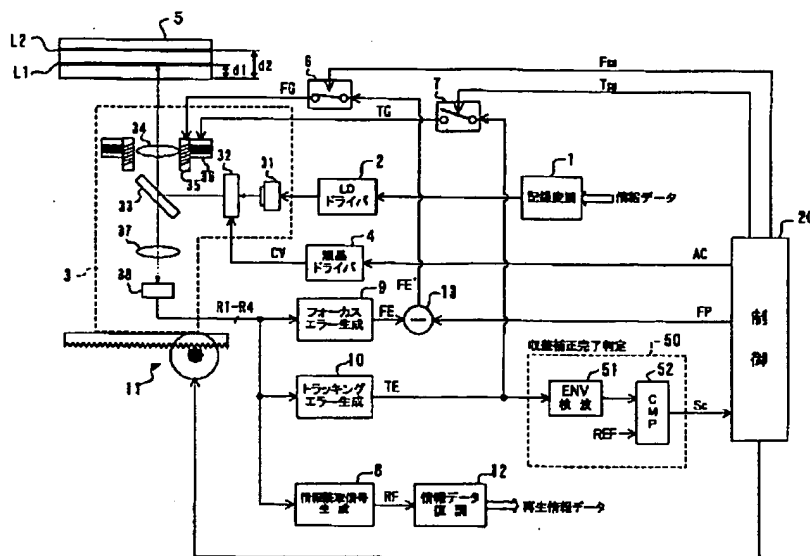 5
L2
L1
d2
d1
6
FG
7
TG
34
35
36
33
32
31
37
38
3
2
LD
ドライバ
1
記録変調
情報データ
20
制
御
4
液晶
ドライバ
CV
AC
FE'
13
FP
R1-R4
9
フォーカス
エラー生成
FE
11
10
トラッキング
エラー生成
TE
収差補正完了判定
50
51
ENV
検波
52
C
M
P
REF
8
情報読取信号
生成
RF
12
情報データ
復調
再生情報データ